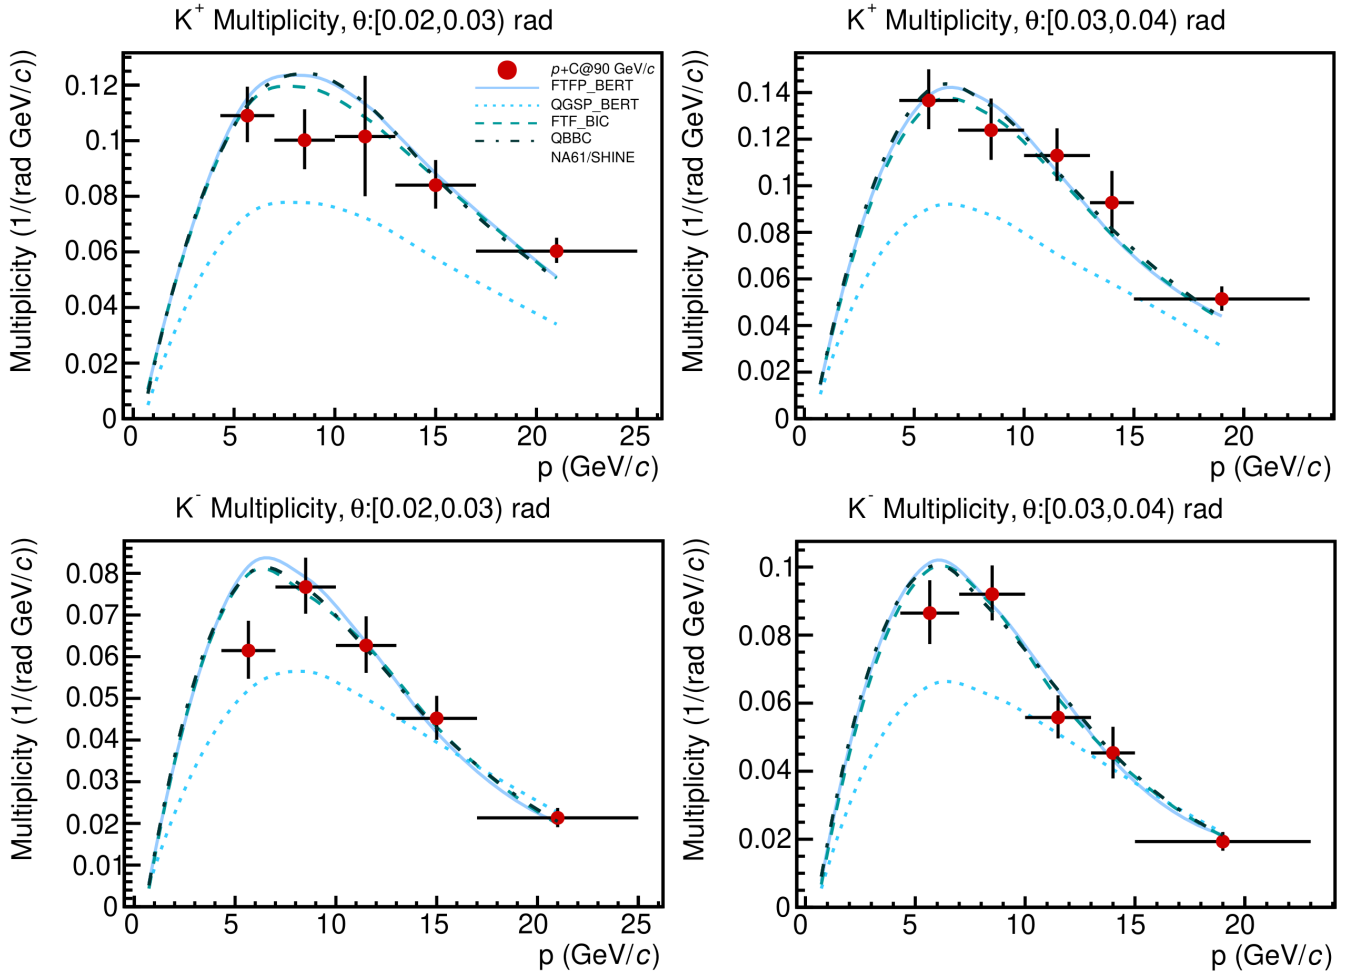 K+ Multiplicity, θ:[0.02,0.03) rad
Multiplicity (1/(rad GeV/c))
0.12
0.1
0.08
0.06
0.04
0.02
0
p+C@90 GeV/c
FTFP_BERT
QGSP_BERT
FTF_BIC
QBBC
NA61/SHINE
0 5 10 15 20 25
p (GeV/c)
K+ Multiplicity, θ:[0.03,0.04) rad
Multiplicity (1/(rad GeV/c))
0.14
0.12
0.1
0.08
0.06
0.04
0.02
0
0 5 10 15 20
p (GeV/c)
K- Multiplicity, θ:[0.02,0.03) rad
Multiplicity (1/(rad GeV/c))
0.08
0.07
0.06
0.05
0.04
0.03
0.02
0.01
0
0 5 10 15 20 25
p (GeV/c)
K- Multiplicity, θ:[0.03,0.04) rad
Multiplicity (1/(rad GeV/c))
0.1
0.08
0.06
0.04
0.02
0
0 5 10 15 20
p (GeV/c)